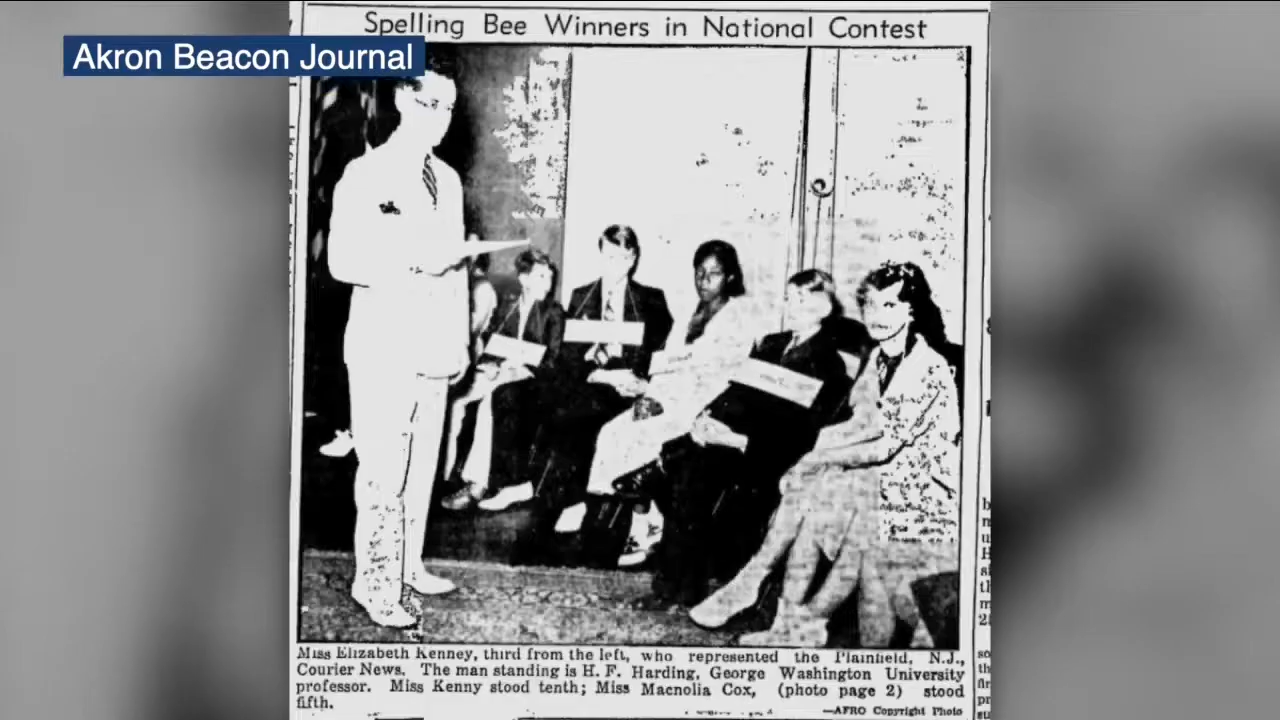 Spelling Bee Winners in National Contest
Akron Beacon Journal
Miss Elizabeth Kenney, third from the left, who represented the Plainfield, N.J.,
Courier News. The man standing is H. F. Harding, George Washington University
professor. Miss Kenny stood tenth; Miss Macnolia Cox, (photo page 2) stood
fifth.
—AFRO Copyright Photo